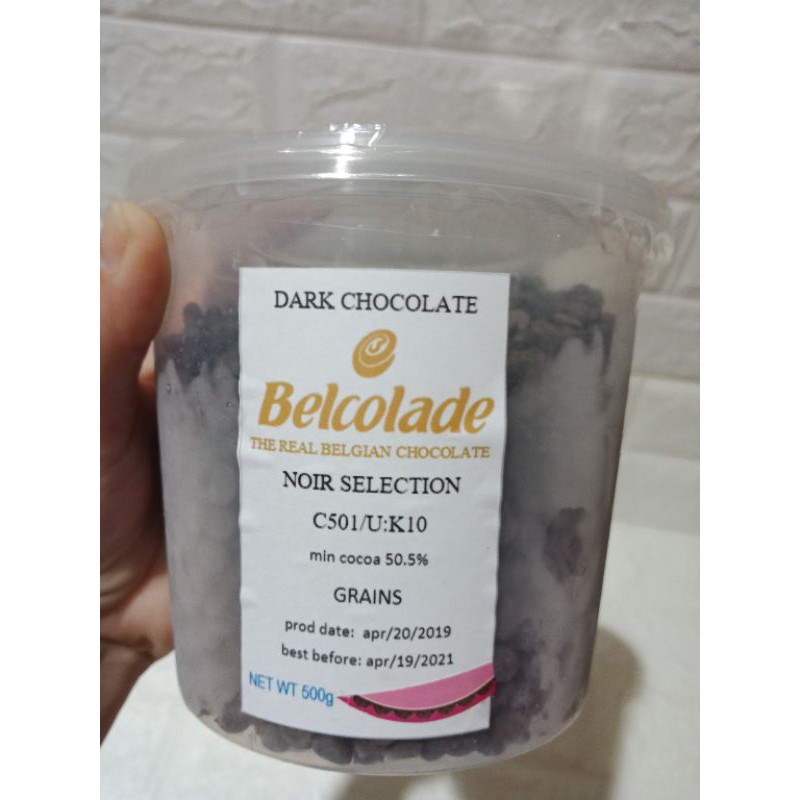 DARK CHOCOLATE
Belcolade
THE REAL BELGIAN CHOCOLATE
NOIR SELECTION
C501/U:K10
min cocoa 50.5%
GRAINS
prod date: apr/20/2019
best before: apr/19/2021
NET WT 500g